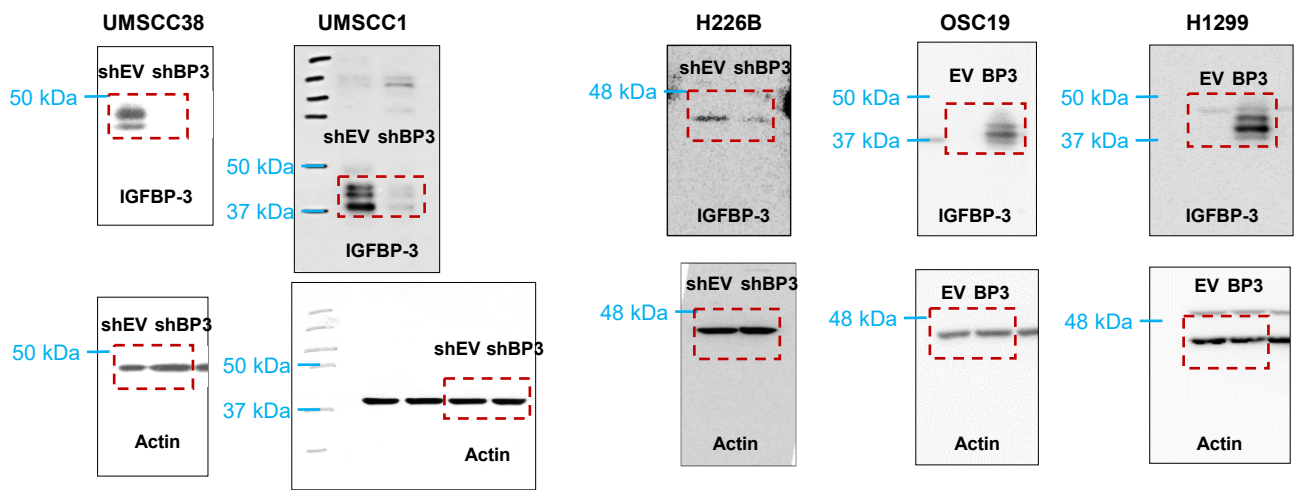 UMSCC38
UMSCC1
H226B
OSC19
H1299
shEV shBP3
50 kDa
IGFBP-3
shEV shBP3
50 kDa
37 kDa
IGFBP-3
shEV shBP3
48 kDa
IGFBP-3
EV BP3
50 kDa
37 kDa
IGFBP-3
EV BP3
50 kDa
37 kDa
IGFBP-3
shEV shBP3
50 kDa
Actin
shEV shBP3
50 kDa
37 kDa
Actin
shEV shBP3
48 kDa
Actin
EV BP3
48 kDa
Actin
EV BP3
48 kDa
Actin